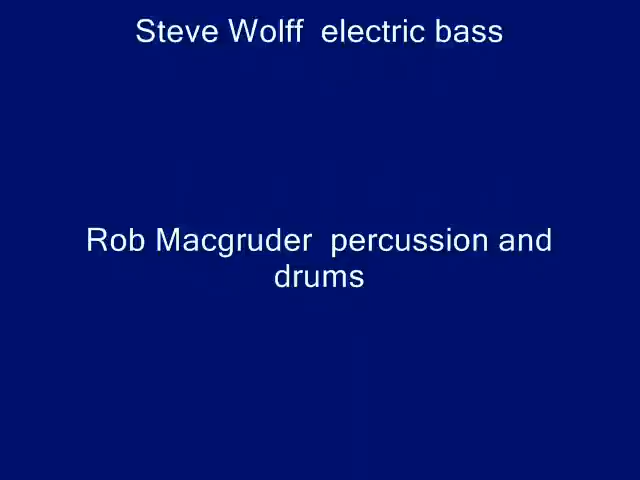 Steve Wolff  electric bass
Rob Macgruder  percussion and
drums